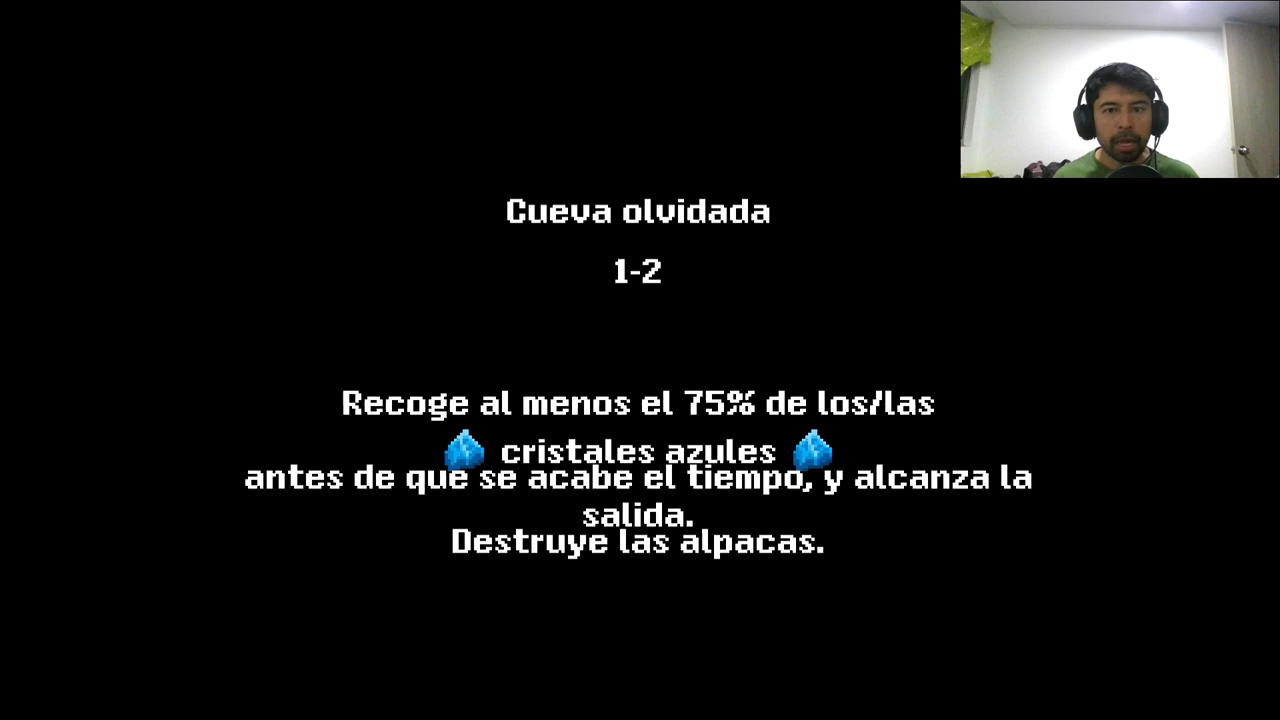 Cueva olvidada
1-2
Recoge al menos el 75% de los/las
cristales azules
antes de que se acabe el tiempo, y alcanza la
salida.
Destruye las alpacas.